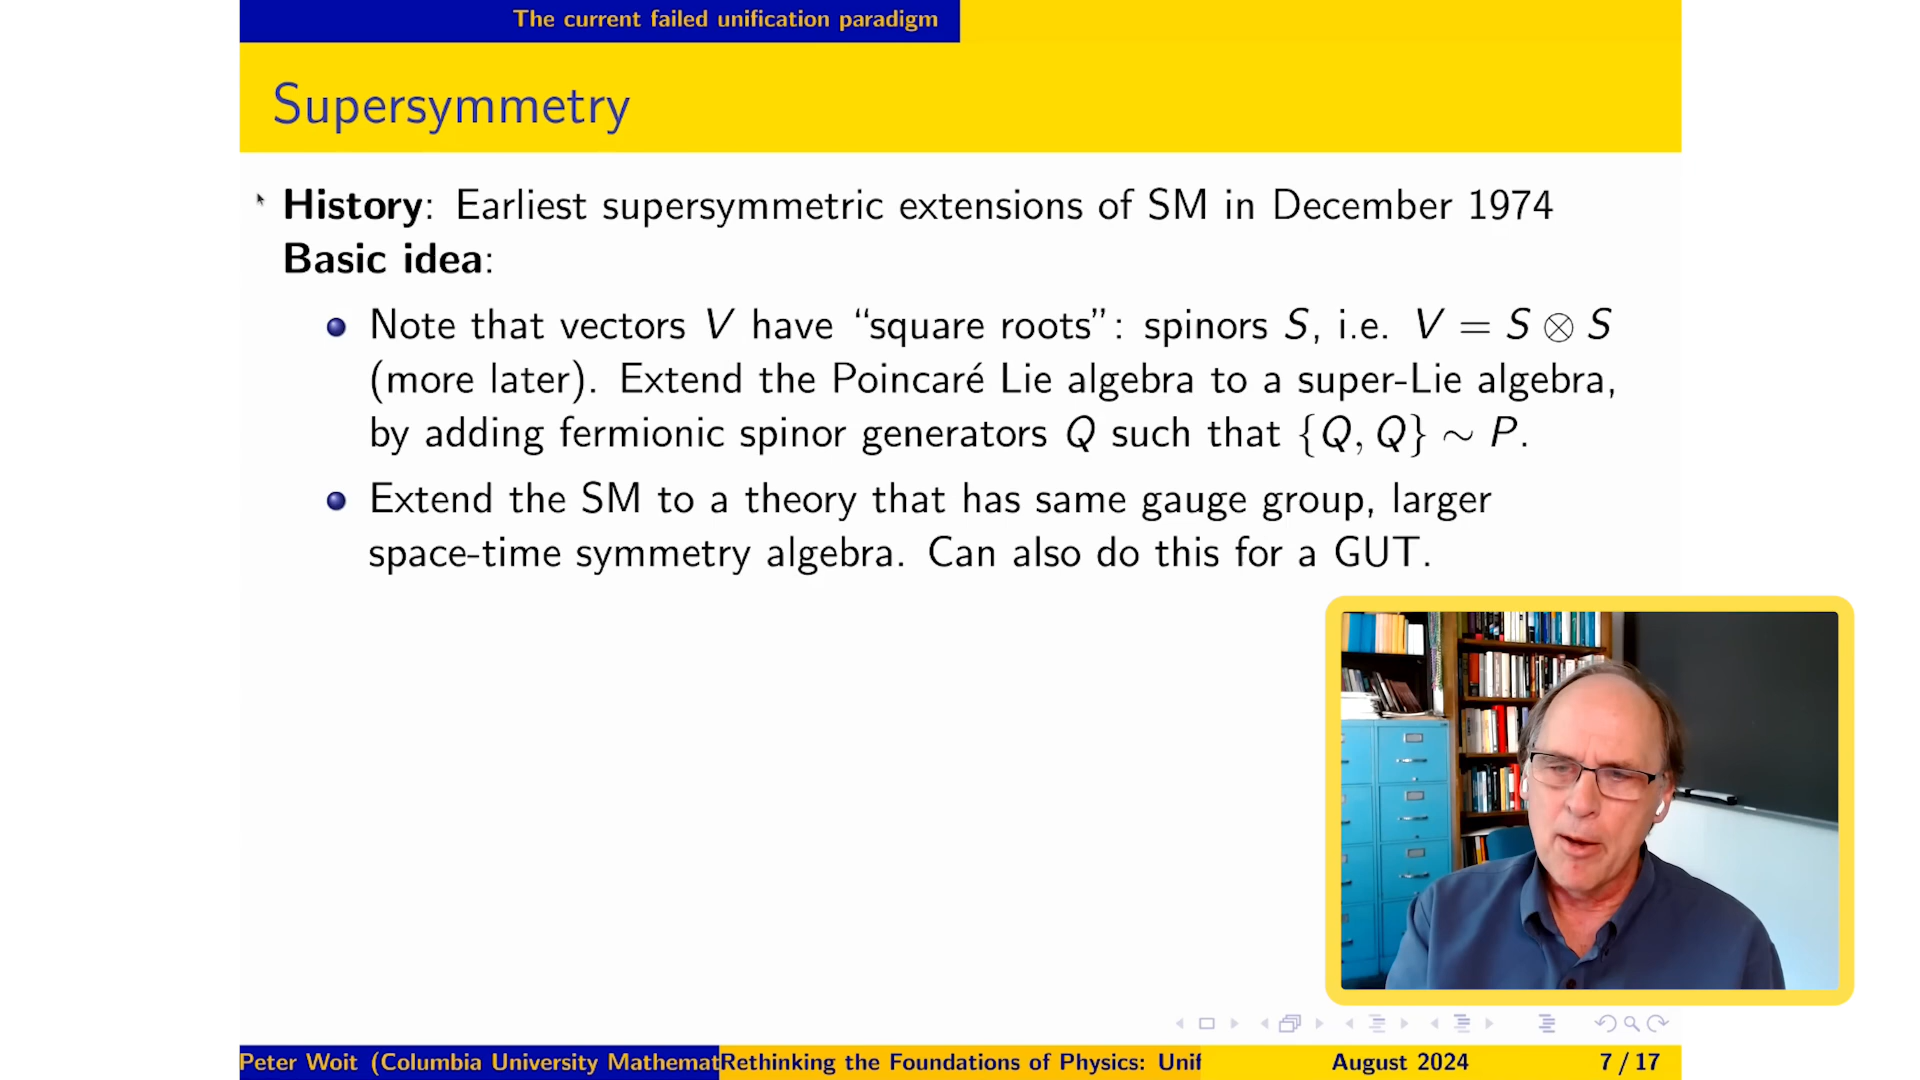 The current failed unification paradigm
Supersymmetry
History: Earliest supersymmetric extensions of SM in December 1974
Basic idea:
Note that vectors V have “square roots”: spinors S, i.e. V = S ⊗ S
(more later). Extend the Poincaré Lie algebra to a super-Lie algebra,
by adding fermionic spinor generators Q such that {Q, Q} ∼ P.
Extend the SM to a theory that has same gauge group, larger
space-time symmetry algebra. Can also do this for a GUT.
Peter Woit (Columbia University Mathemat
Rethinking the Foundations of Physics: Unif
August 2024
7 / 17